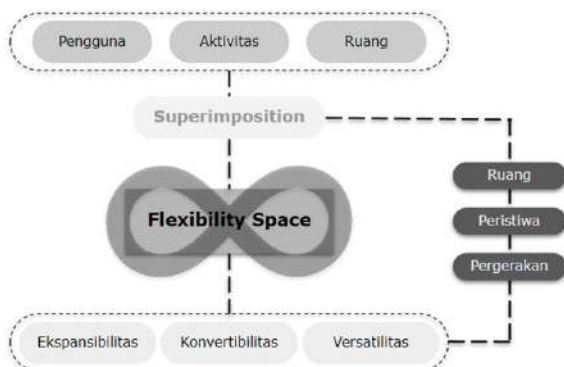 Pengguna
Aktivitas
Ruang
Superimposition
Flexibility Space
Ruang
Peristiwa
Pergerakan
Ekspansibilitas
Konvertibilitas
Versatilitas